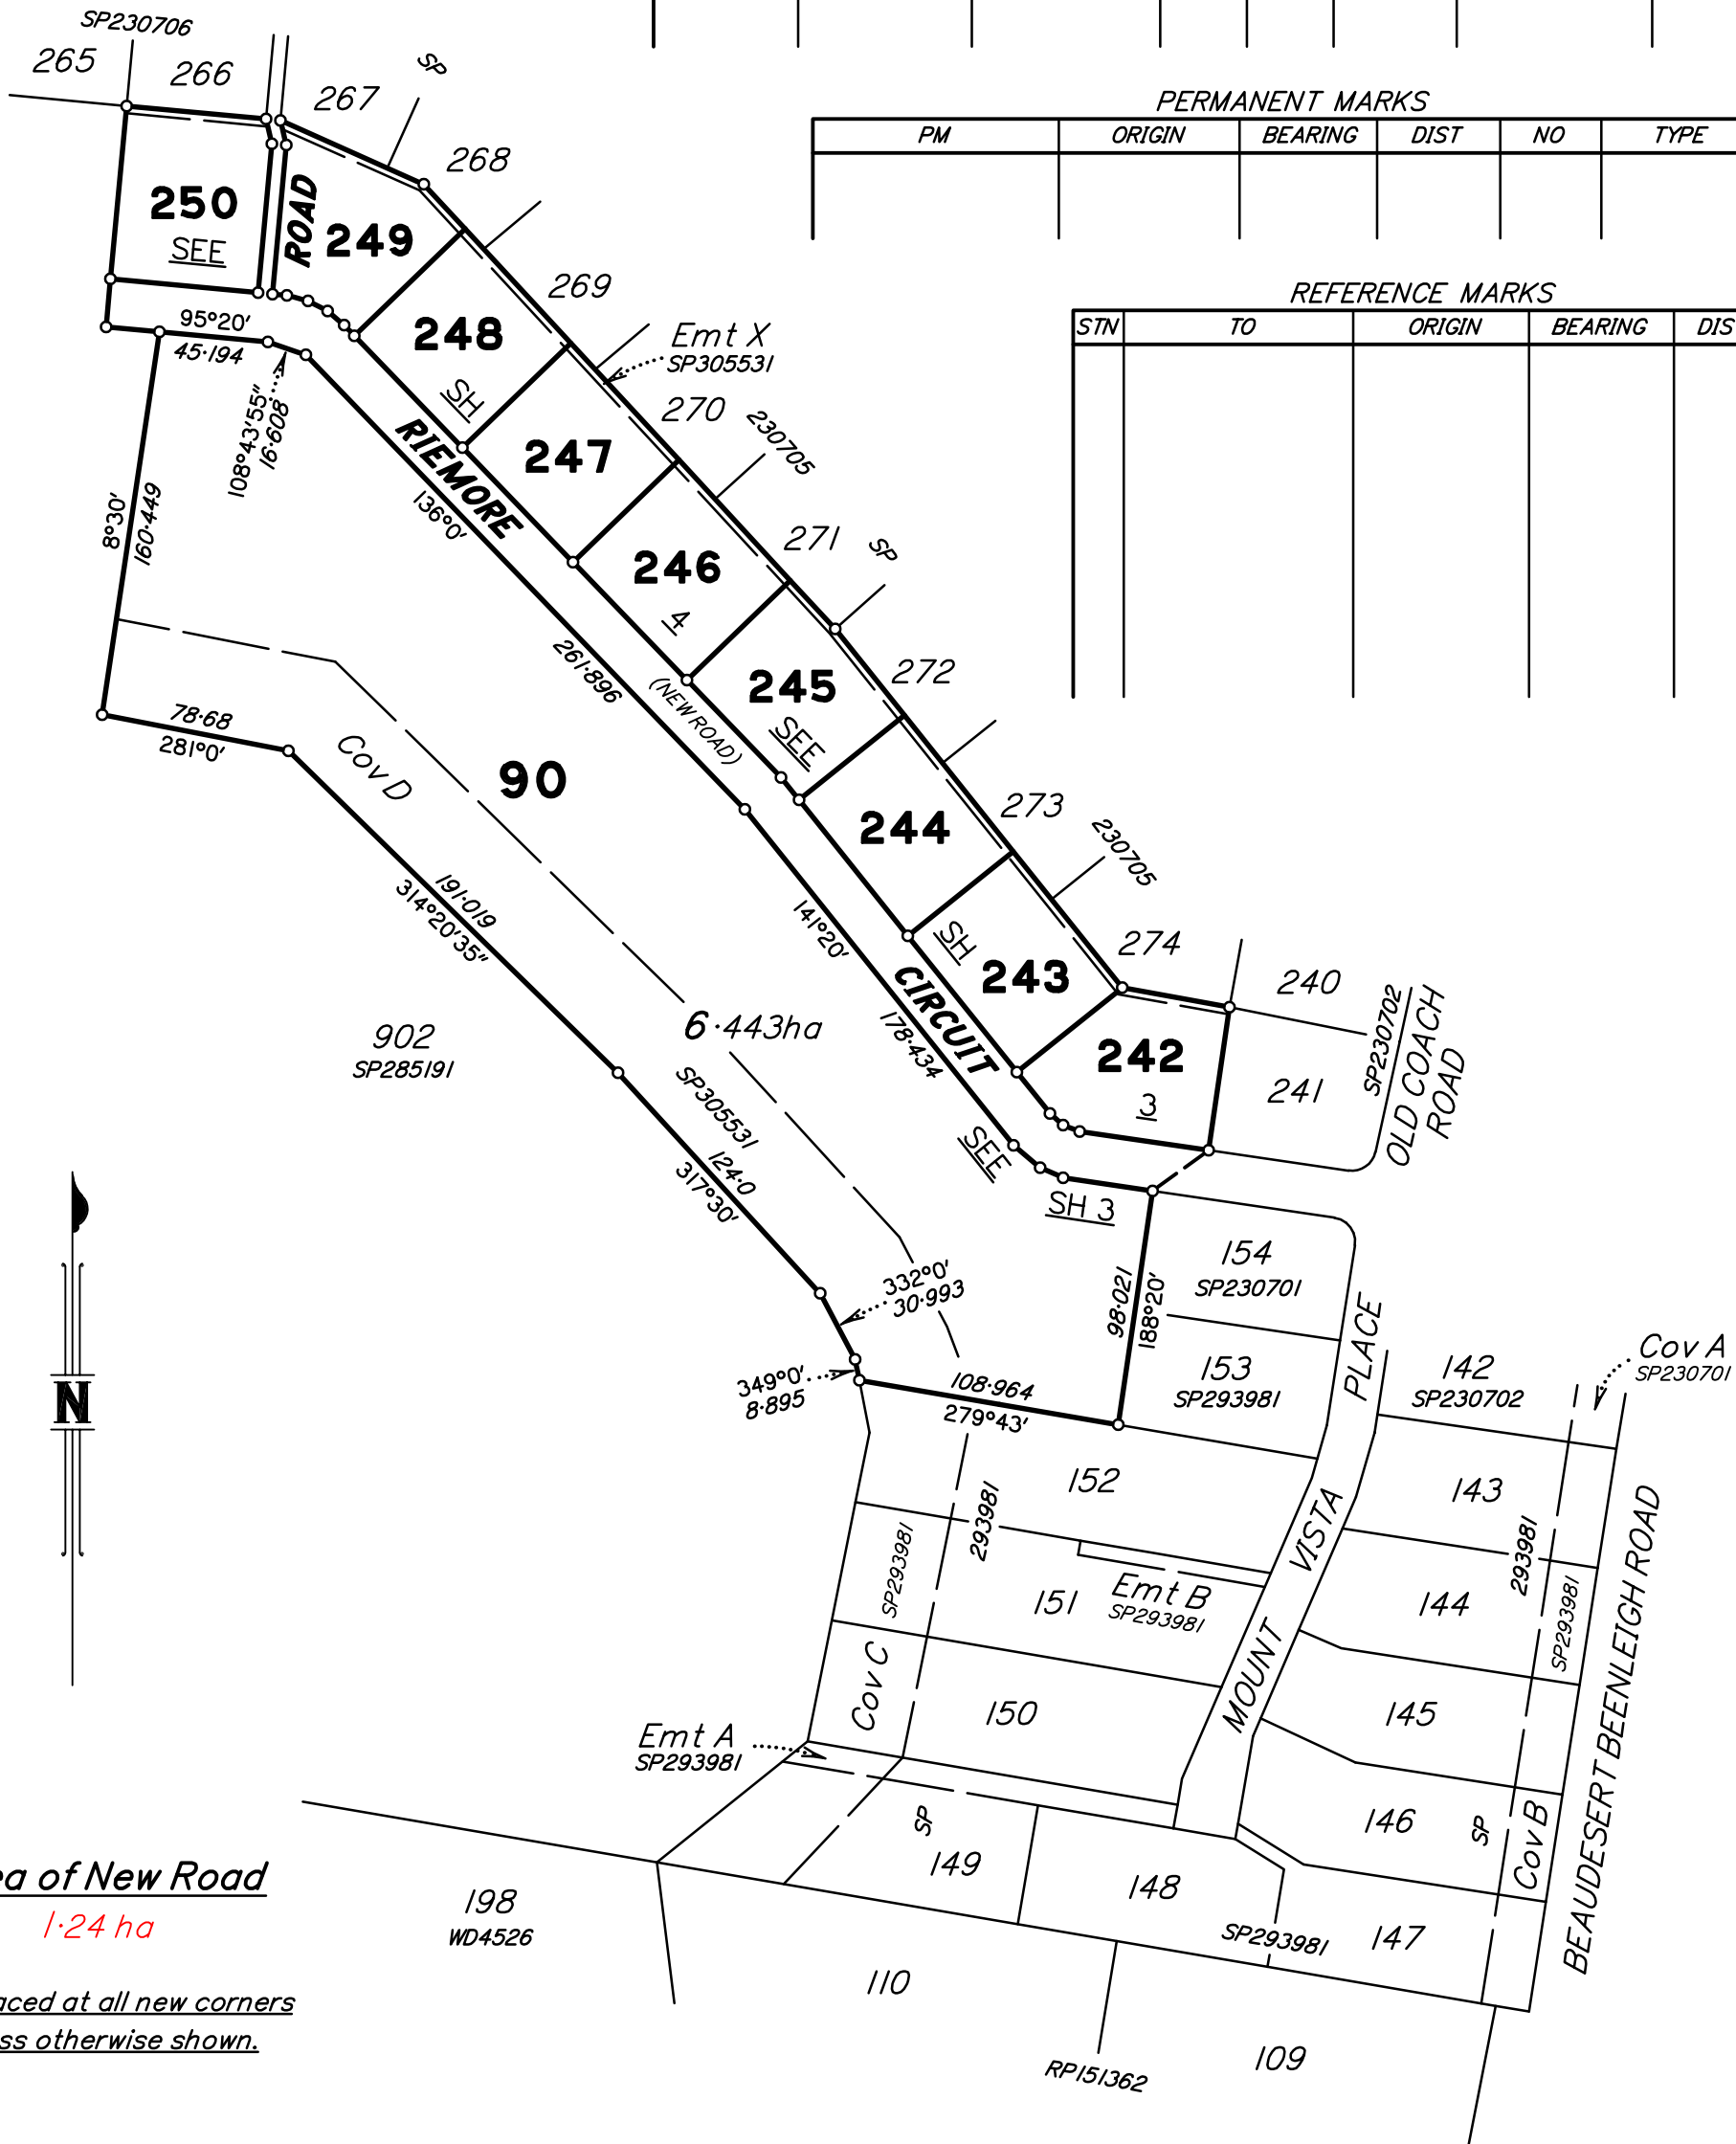 SP230706
265
266
267
SP
268
PERMANENT MARKS
PM ORIGIN BEARING DIST NO TYPE
250
SEE
ROAD
249
269
REFERENCE MARKS
STN TO ORIGIN BEARING DIS
95°20'
45·194
248
SH
Emt X
SP305531
108°43'55"
16·608
270
230705
RIEMORE
136°0'
247
8°30'
160·449
271
SP
246
4
261·896
(NEW ROAD)
245
SEE
272
78·68
281°0'
Cov D
90
244
273
230705
191·019
314°20'35"
141°20'
SH
243
274
240
SP230702
OLD COACH
ROAD
CIRCUIT
178·434
902
SP285191
6·443ha
242
3
241
SP305531
SEE
124·0
317°30'
SH 3
154
SP230701
332°0'
30·993
98·021
188°20'
PLACE
349°0'
8·895
108·964
279°43'
153
SP293981
142
SP230702
Cov A
SP230701
N
152
143
293981
SP293981
VISTA
293981
SP293981
151
Emt B
SP293981
144
BEAUDESERT BEENLEIGH ROAD
Cov C
MOUNT
150
145
Emt A
SP293981
SP
146
SP
Cov B
149
148
ea of New Road
1·24 ha
198
WD4526
SP293981
147
110
aced at all new corners
ss otherwise shown.
109
RP151362